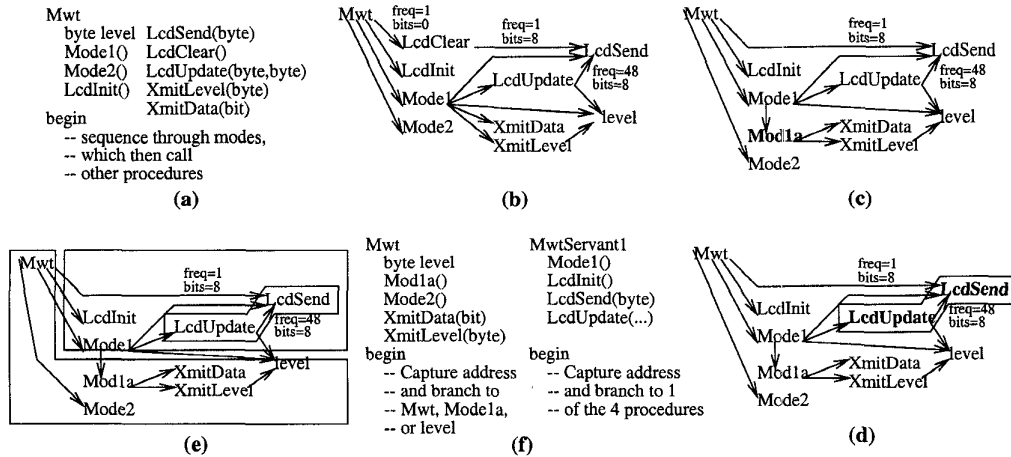 Mwt
byte level LcdSend(byte)
Mode1() LcdClear()
Mode2() LcdUpdate(byte,byte)
LcdInit() XmitLevel(byte)
XmitData(bit)
begin
-- sequence through modes,
-- which then call
-- other procedures
(a)
Mwt
freq=1
bits=0
LcdClear
freq=1
bits=8
LcdSend
LcdInit
LcdUpdate
freq=48
bits=8
Mode1
level
Mode2
XmitData
XmitLevel
(b)
Mwt
freq=1
bits=8
LcdSend
LcdInit
LcdUpdate
freq=48
bits=8
Mode1
level
Mod1a
XmitData
XmitLevel
Mode2
(c)
Mwt
freq=1
bits=8
LcdSend
LcdInit
LcdUpdate
freq=48
bits=8
Mode1
level
Mod1a
XmitData
XmitLevel
Mode2
(e)
Mwt
byte level
Mod1a()
Mode2()
XmitData(bit)
XmitLevel(byte)
begin
-- Capture address
-- and branch to
-- Mwt, Mode1a,
-- or level
MwtServant1
Mode1()
LcdInit()
LcdSend(byte)
LcdUpdate(...)
begin
-- Capture address
-- and branch to 1
-- of the 4 procedures
(f)
Mwt
freq=1
bits=8
LcdSend
LcdInit
LcdUpdate
freq=48
bits=8
Mode1
level
Mod1a
XmitData
XmitLevel
Mode2
(d)